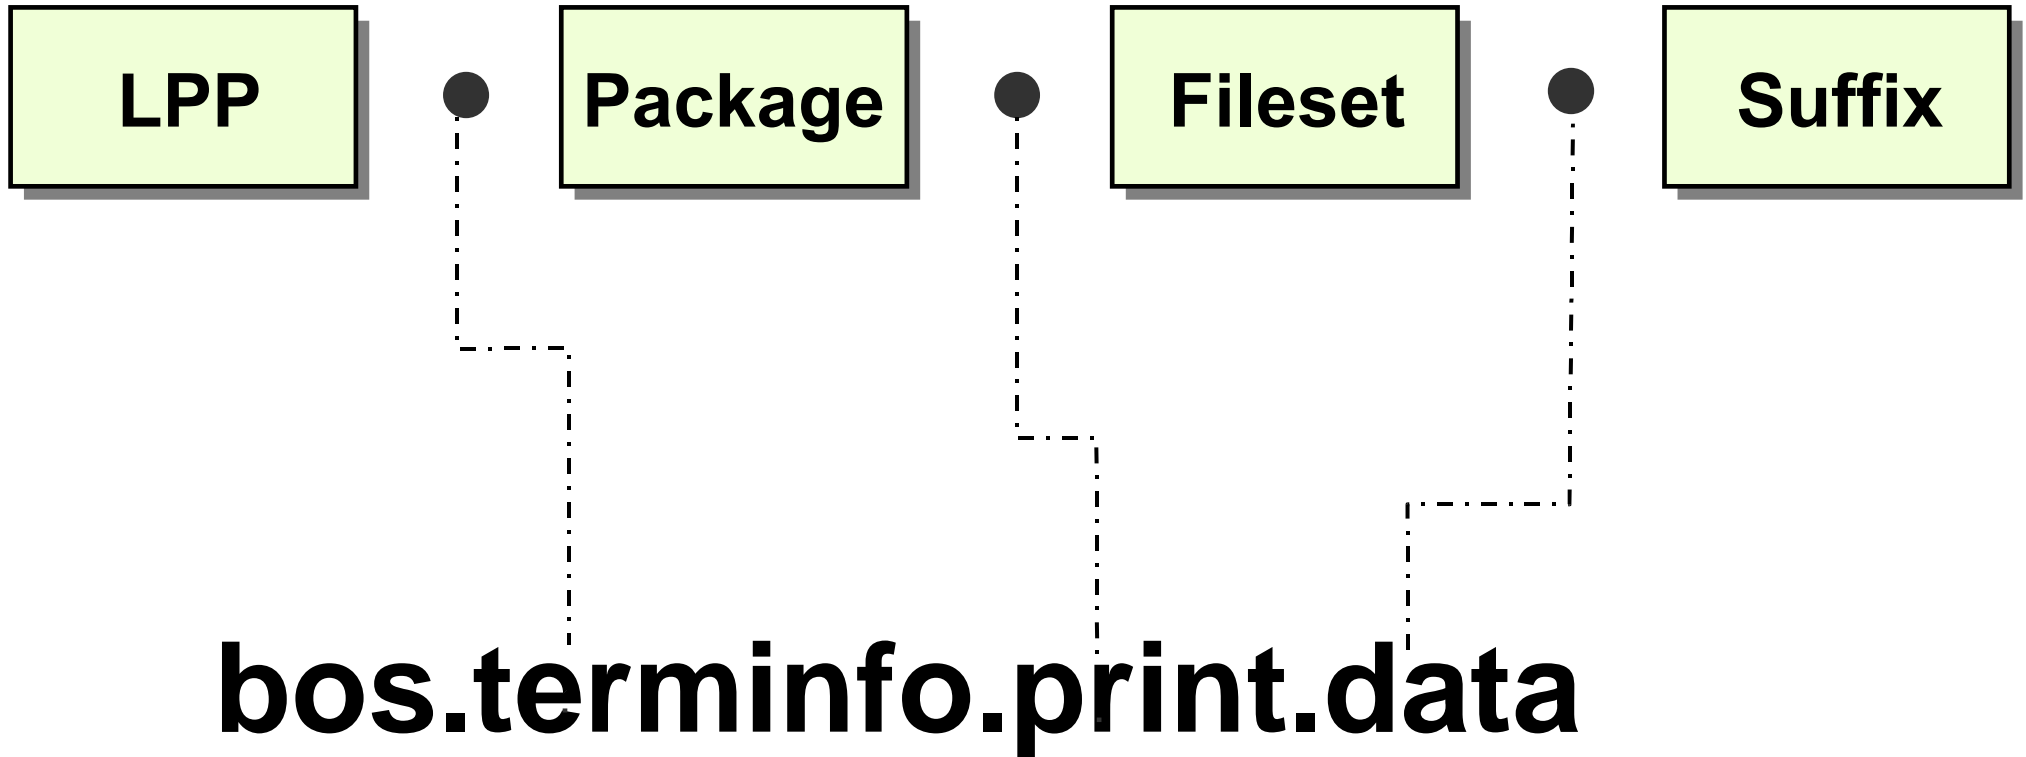 LPP Package Fileset Suffix
bos.terminfo.print.data